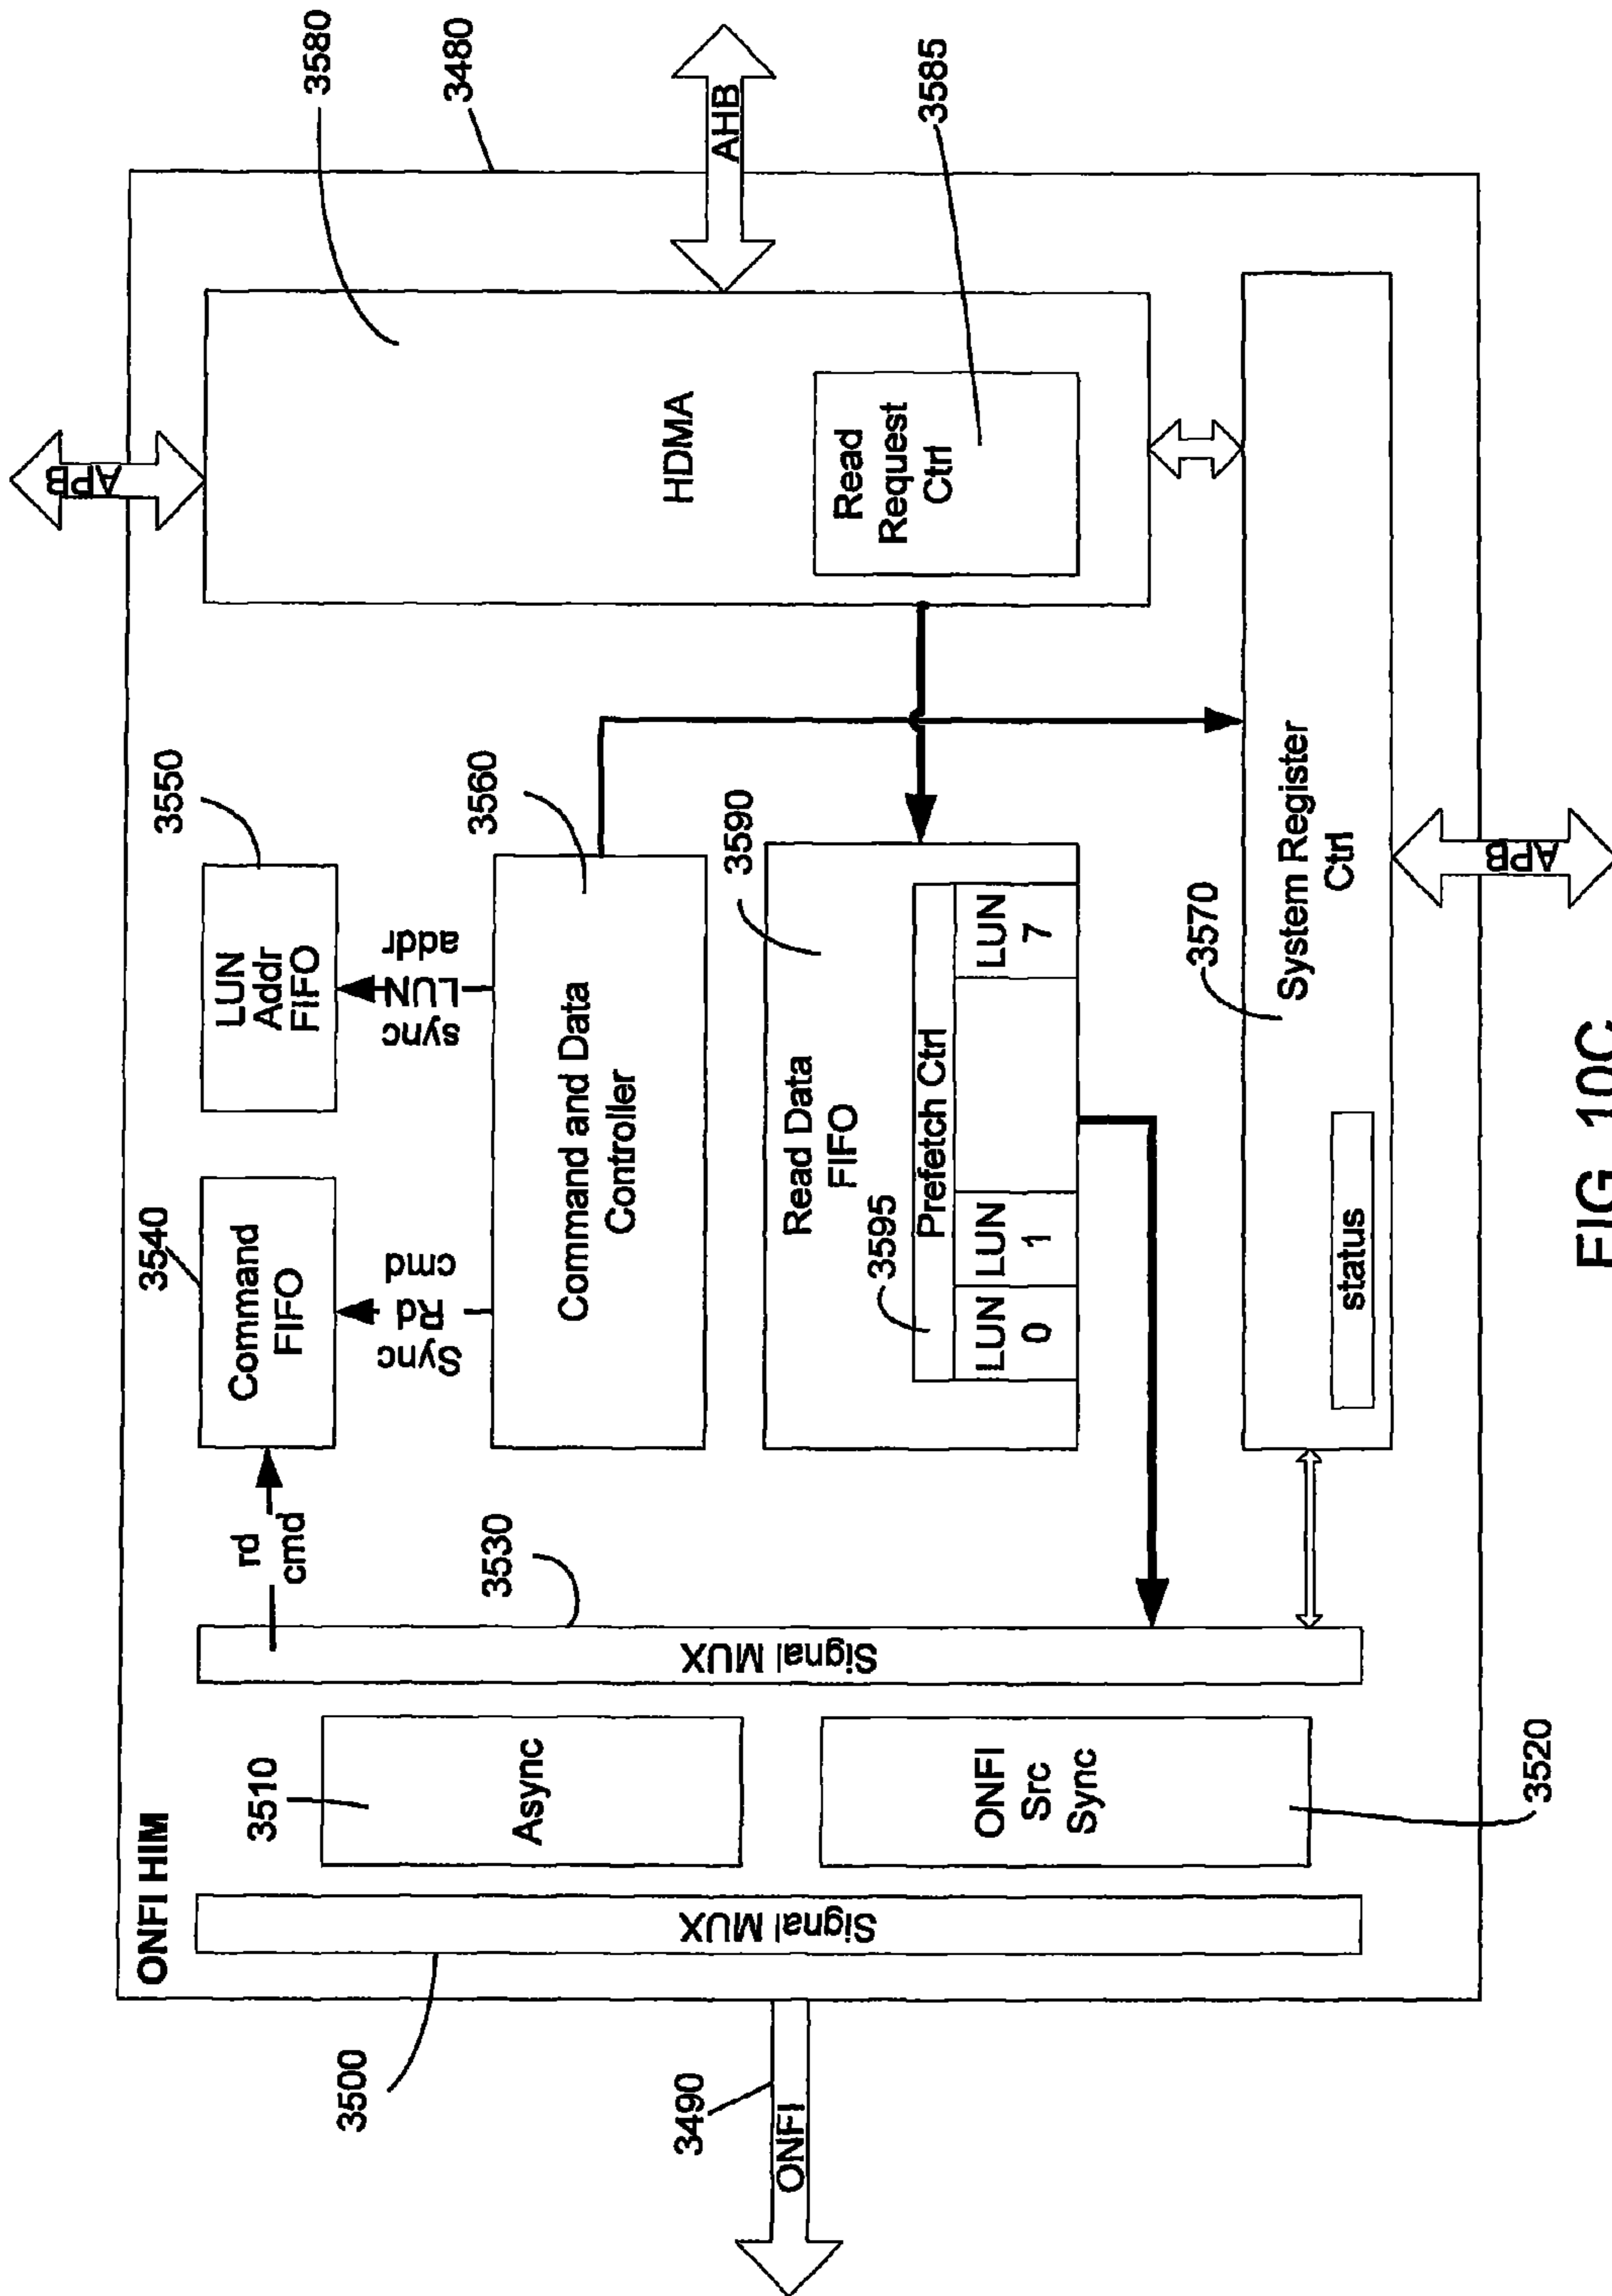 ONFI HIM
3580
3480
3585
APB
AHB
HDMA
Read
Request
Ctrl
3540
3550
Command
FIFO
LUN
Addr
FIFO
rd
cmd
Sync
Rd
cmd
sync
LUN
addr
3560
Command and Data
Controller
3530
3590
Read Data
FIFO
3595
Prefetch Ctrl
LUN
0
LUN
1
LUN
7
3570
System Register
Ctrl
status
APB
Signal MUX
3510
Async
ONFI
Src
Sync
3520
Signal MUX
3500
3490
ONFI
FIG. 10C